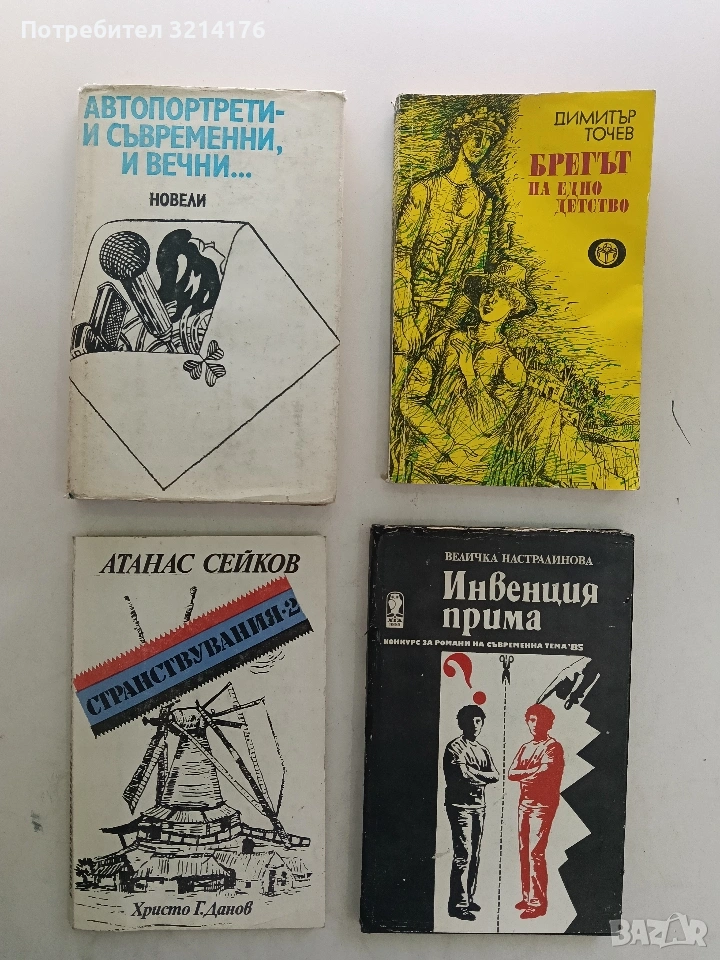 Потребител 3214176
АВТОПОРТРЕТИ-
И СЪВРЕМЕННИ,
И ВЕЧНИ...
НОВЕЛИ
ДИМИТЪР
ТОЧЕВ
БРЕГЪТ
НА ЕДНО
ДЕТСТВО
АТАНАС СЕЙКОВ
СТРАНСТВУВАНИЯ·2
Христо Г. Данов
ВЕЛИЧКА НАСТРАДИНОВА
Инвенция
прима
КОНКУРС ЗА РОМАНИ НА СЪВРЕМЕННА ТЕМА '85
?
BAZAR